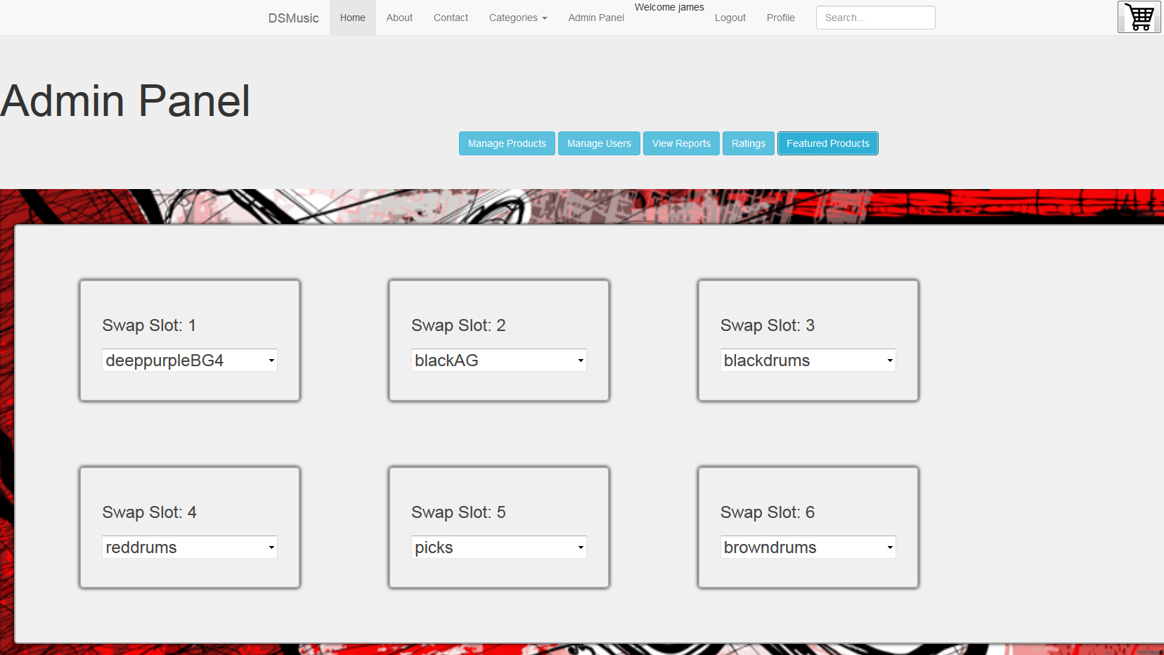 DSMusic Home About Contact Categories Admin Panel Welcome james Logout Profile Search...
Admin Panel
Manage Products Manage Users View Reports Ratings Featured Products
Swap Slot: 1 Swap Slot: 2 Swap Slot: 3
deeppurpleBG4 blackAG blackdrums
Swap Slot: 4 Swap Slot: 5 Swap Slot: 6
reddrums picks browndrums